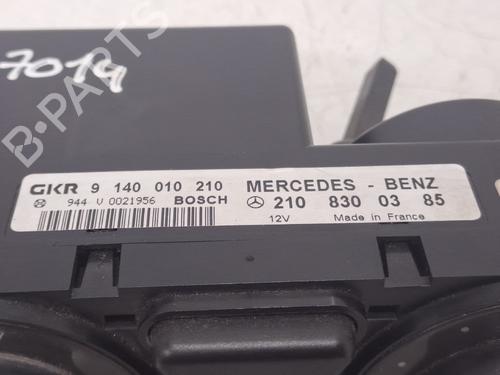 7014
B-PARTS
GKR 9 140 010 210 MERCEDES - BENZ
944 V 0021956 BOSCH 210 830 03 85
12V Made in France